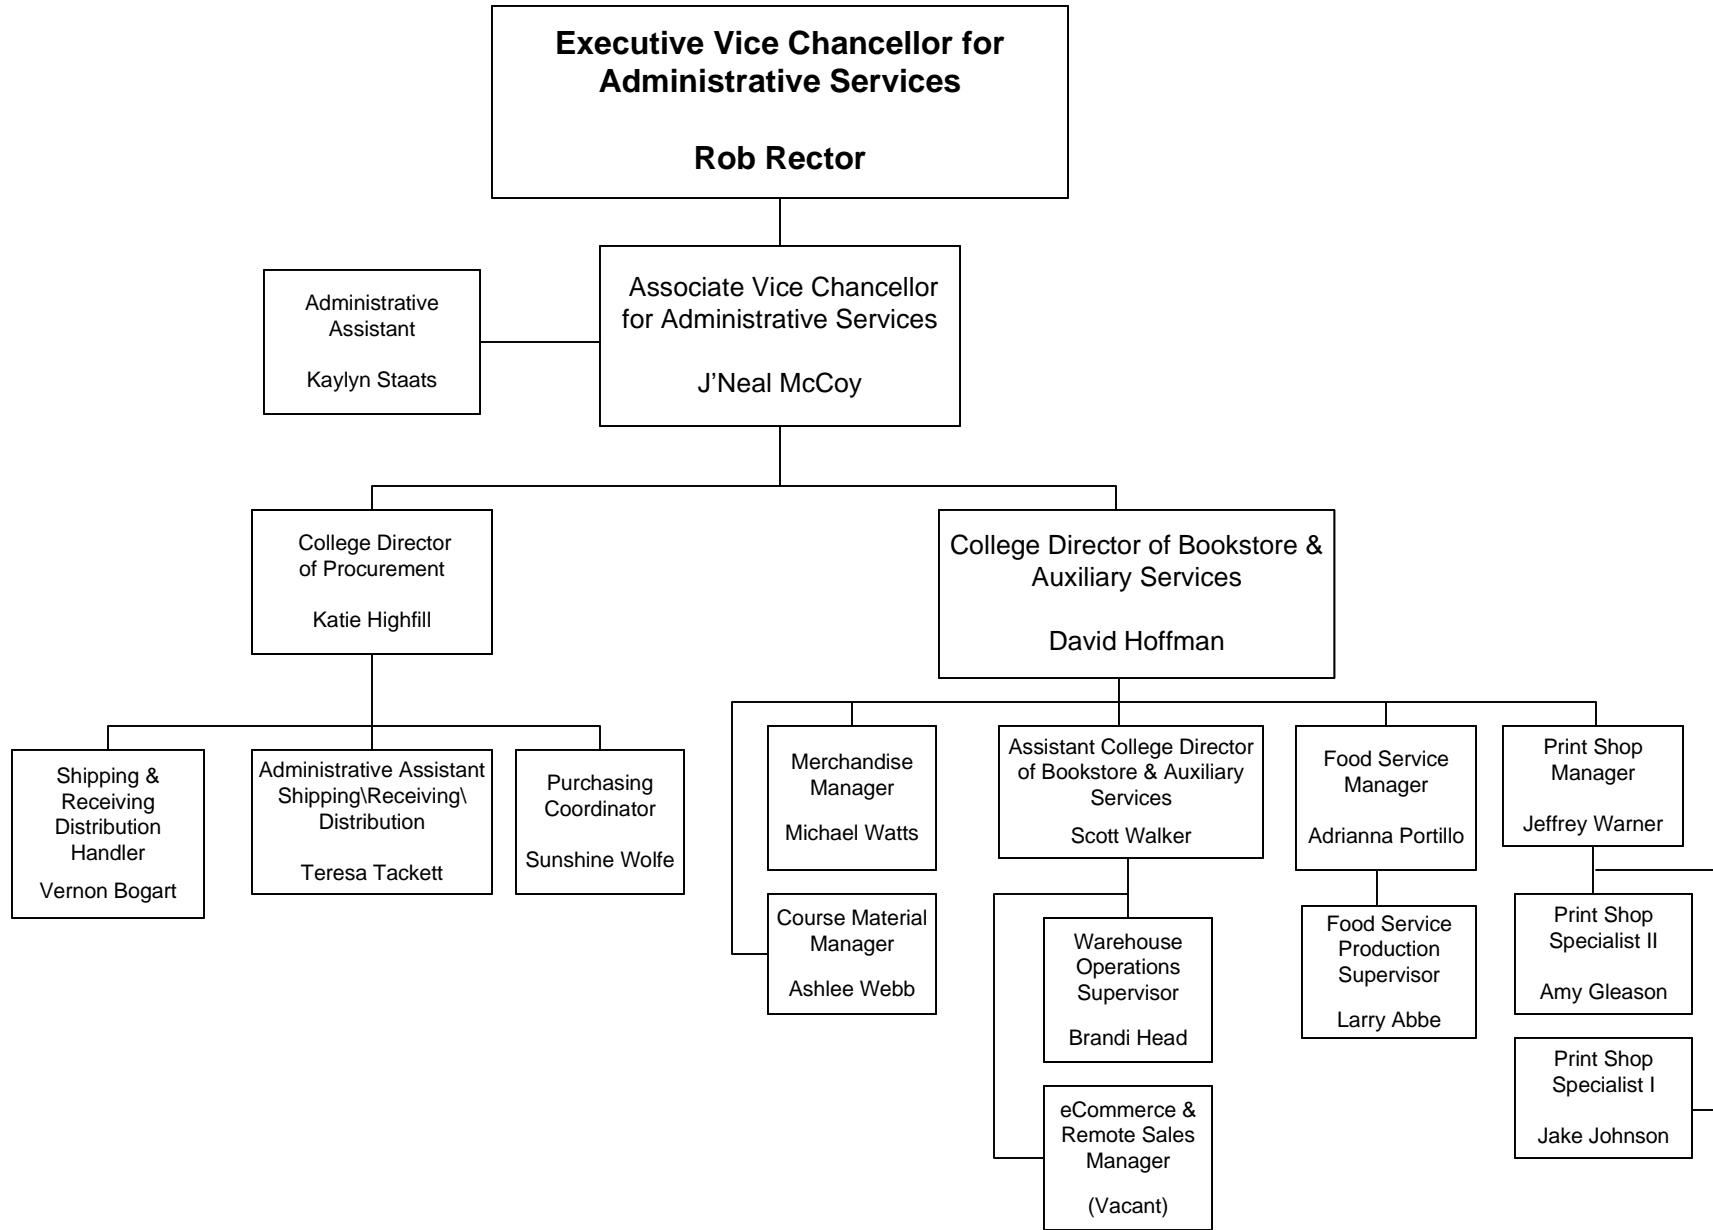 Executive Vice Chancellor for
Administrative Services
Rob Rector
Administrative
Assistant
Kaylyn Staats
Associate Vice Chancellor
for Administrative Services
J’Neal McCoy
College Director
of Procurement
Katie Highfill
College Director of Bookstore &
Auxiliary Services
David Hoffman
Shipping &
Receiving
Distribution
Handler
Vernon Bogart
Administrative Assistant
Shipping\Receiving\
Distribution
Teresa Tackett
Purchasing
Coordinator
Sunshine Wolfe
Merchandise
Manager
Michael Watts
Assistant College Director
of Bookstore & Auxiliary
Services
Scott Walker
Food Service
Manager
Adrianna Portillo
Print Shop
Manager
Jeffrey Warner
Course Material
Manager
Ashlee Webb
Warehouse
Operations
Supervisor
Brandi Head
Food Service
Production
Supervisor
Larry Abbe
Print Shop
Specialist II
Amy Gleason
eCommerce &
Remote Sales
Manager
(Vacant)
Print Shop
Specialist I
Jake Johnson